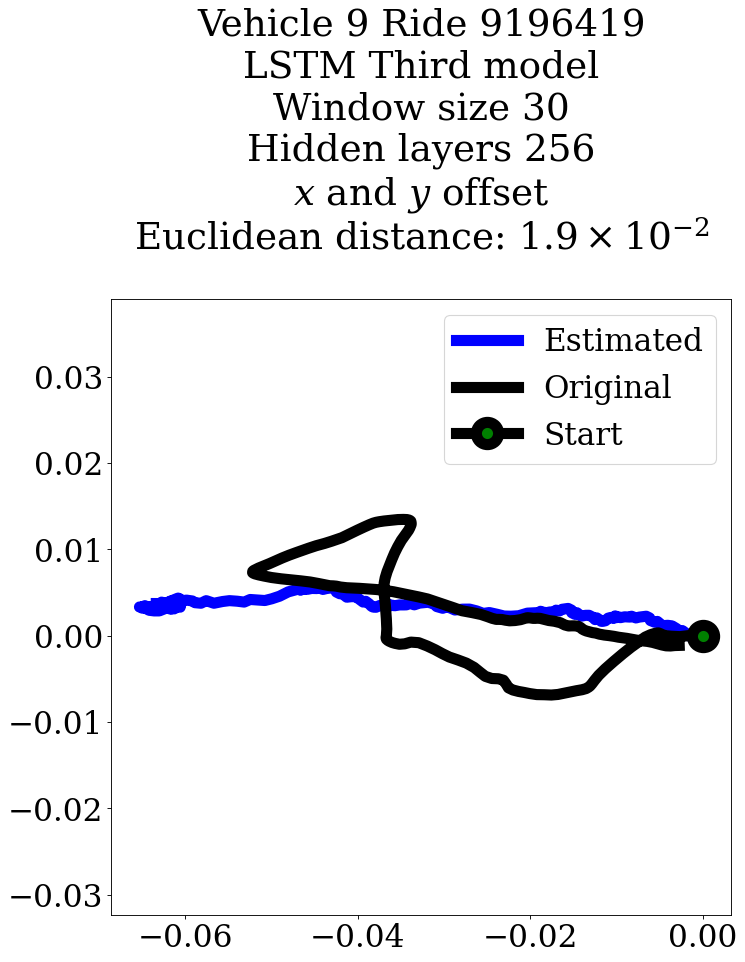 Vehicle 9 Ride 9196419
LSTM Third model
Window size 30
Hidden layers 256
x and y offset
Euclidean distance: 1.9 × 10⁻²
Estimated
Original
Start
0.03
0.02
0.01
0.00
−0.01
−0.02
−0.03
−0.06
−0.04
−0.02
0.00